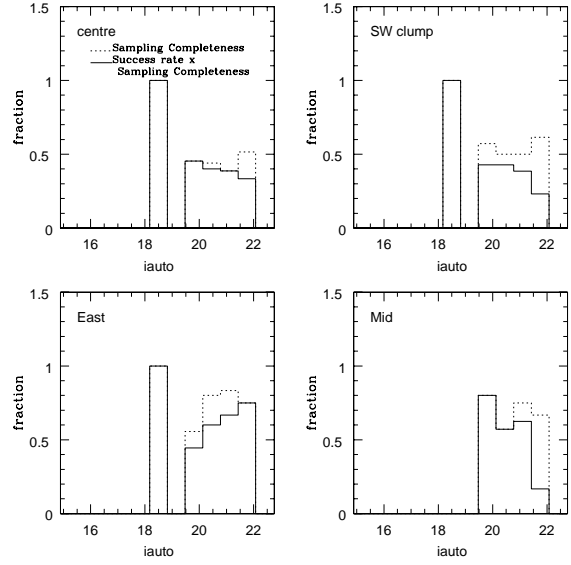 1.5
centre
Sampling Completeness
Success rate x
Sampling Completeness
1
fraction
0.5
0
16 18 20 22
iauto
1.5
SW clump
1
fraction
0.5
0
16 18 20 22
iauto
1.5
East
1
fraction
0.5
0
16 18 20 22
iauto
1.5
Mid
1
fraction
0.5
0
16 18 20 22
iauto